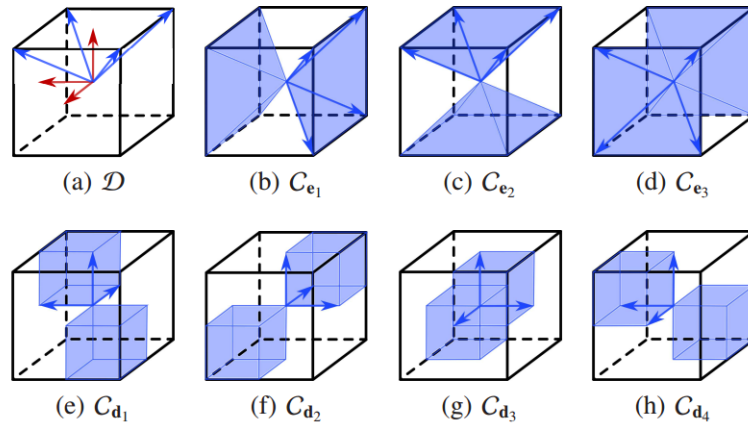 (a) 𝒟 (b) C𝐞₁ (c) C𝐞₂ (d) C𝐞₃
(e) C𝐝₁ (f) C𝐝₂ (g) C𝐝₃ (h) C𝐝₄